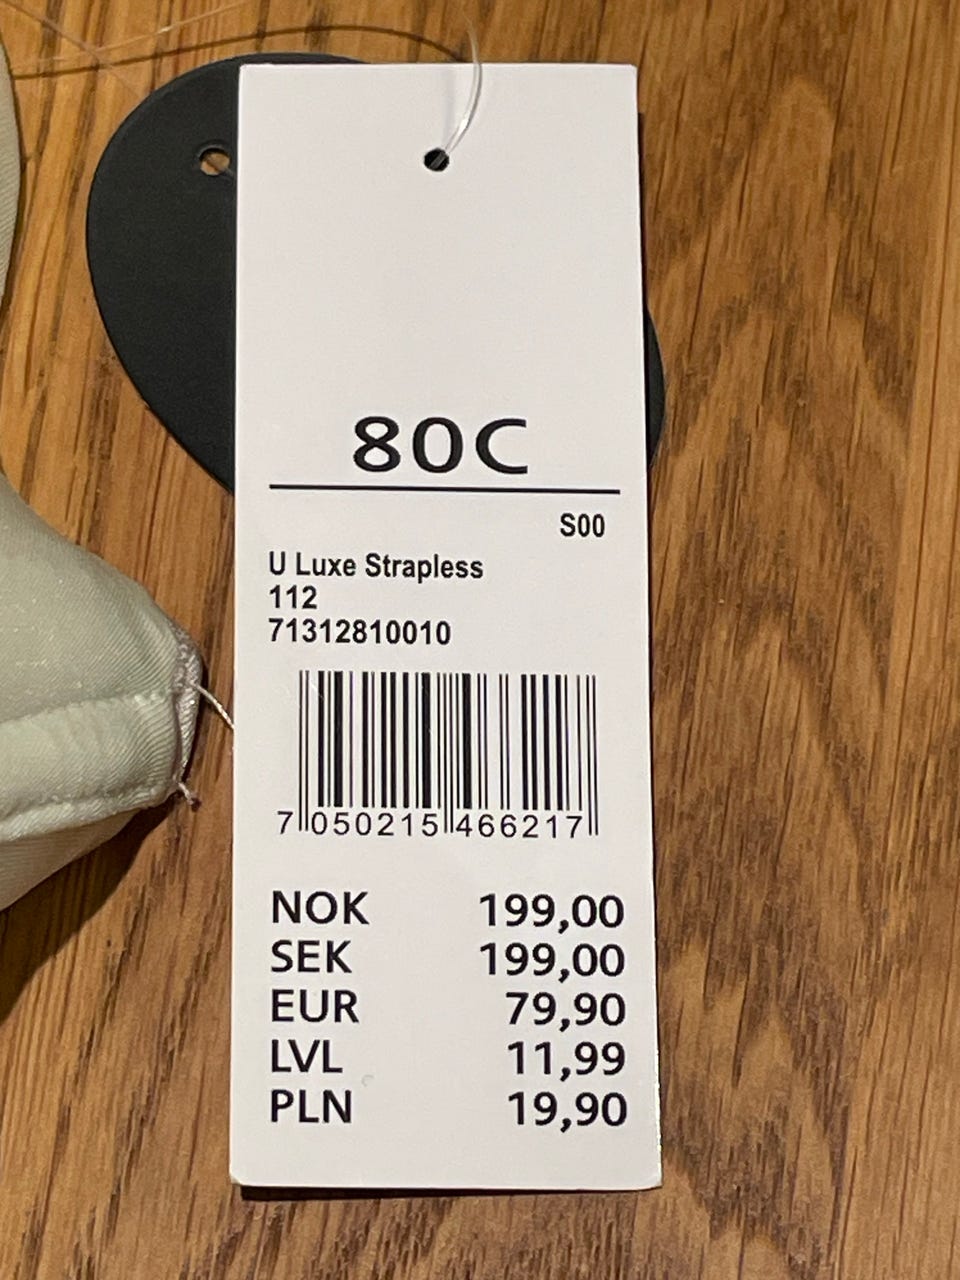 80C
S00
U Luxe Strapless
112
71312810010
7 050215 466217
NOK 199,00
SEK 199,00
EUR 79,90
LVL 11,99
PLN 19,90